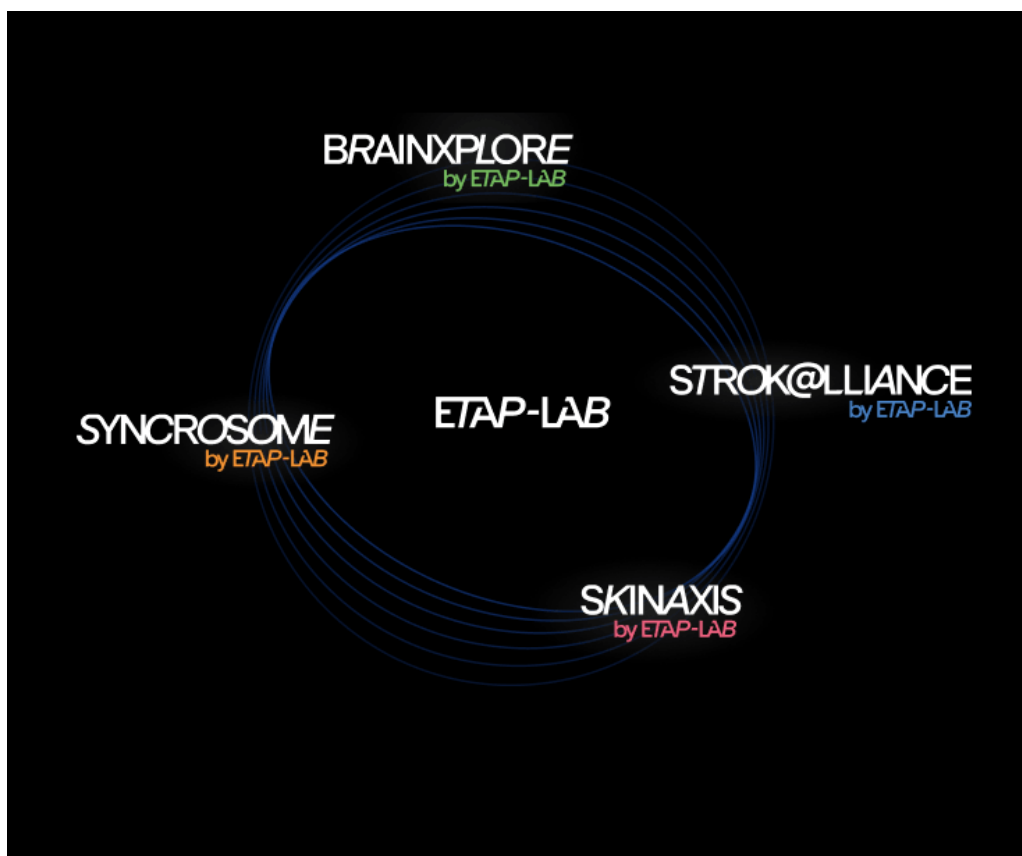 BRAINXPLORE
by ETAP-LAB
STROK@LLIANCE
by ETAP-LAB
ETAP-LAB
SYNCROSOME
by ETAP-LAB
SKINAXIS
by ETAP-LAB